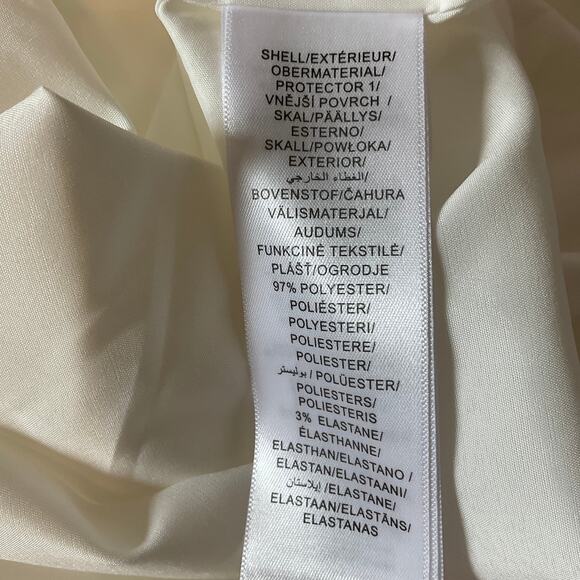 SHELL/EXTÉRIEUR/
OBERMATERIAL/
PROTECTOR 1/
VNĚJŠÍ POVRCH /
SKAL/PÄÄLLYS/
ESTERNO/
SKALL/POWŁOKA/
EXTERIOR/
الغطاء الخارجي/
BOVENSTOF/ČAHURA
VÄLISMATERJAL/
AUDUMS/
FUNKCINĖ TEKSTILĖ/
PLÁŠŤ/OGRODJE
97% POLYESTER/
POLIÉSTER/
POLYESTERI/
POLIESTERE/
POLIESTER/
بوليستر / POLÜESTER/
POLIESTERS/
POLIESTERIS
3% ELASTANE/
ÉLASTHANNE/
ELASTHAN/ELASTANO /
ELASTAN/ELASTAANI/
إيلاستان /ELASTANE/
ELASTAAN/ELASTĀNS/
ELASTANAS